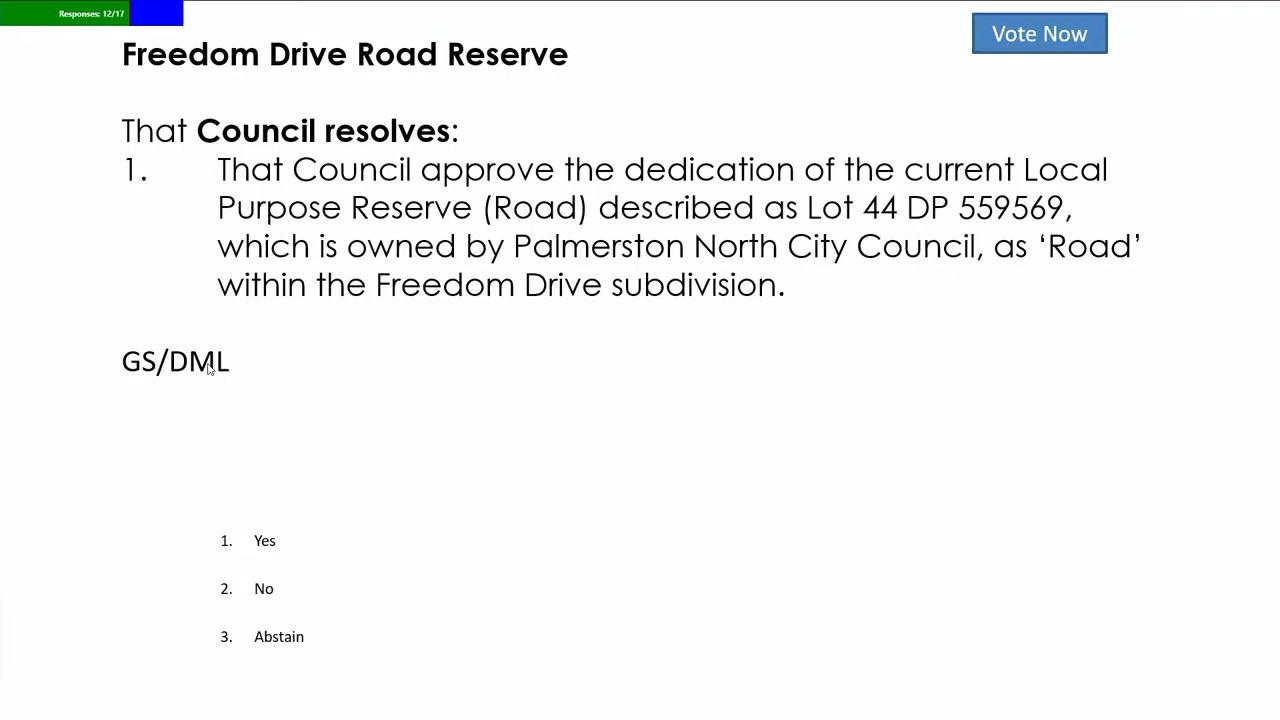 Responses: 12/17
Vote Now
Freedom Drive Road Reserve
That Council resolves:
1. That Council approve the dedication of the current Local
Purpose Reserve (Road) described as Lot 44 DP 559569,
which is owned by Palmerston North City Council, as ‘Road’
within the Freedom Drive subdivision.
GS/DML
1. Yes
2. No
3. Abstain